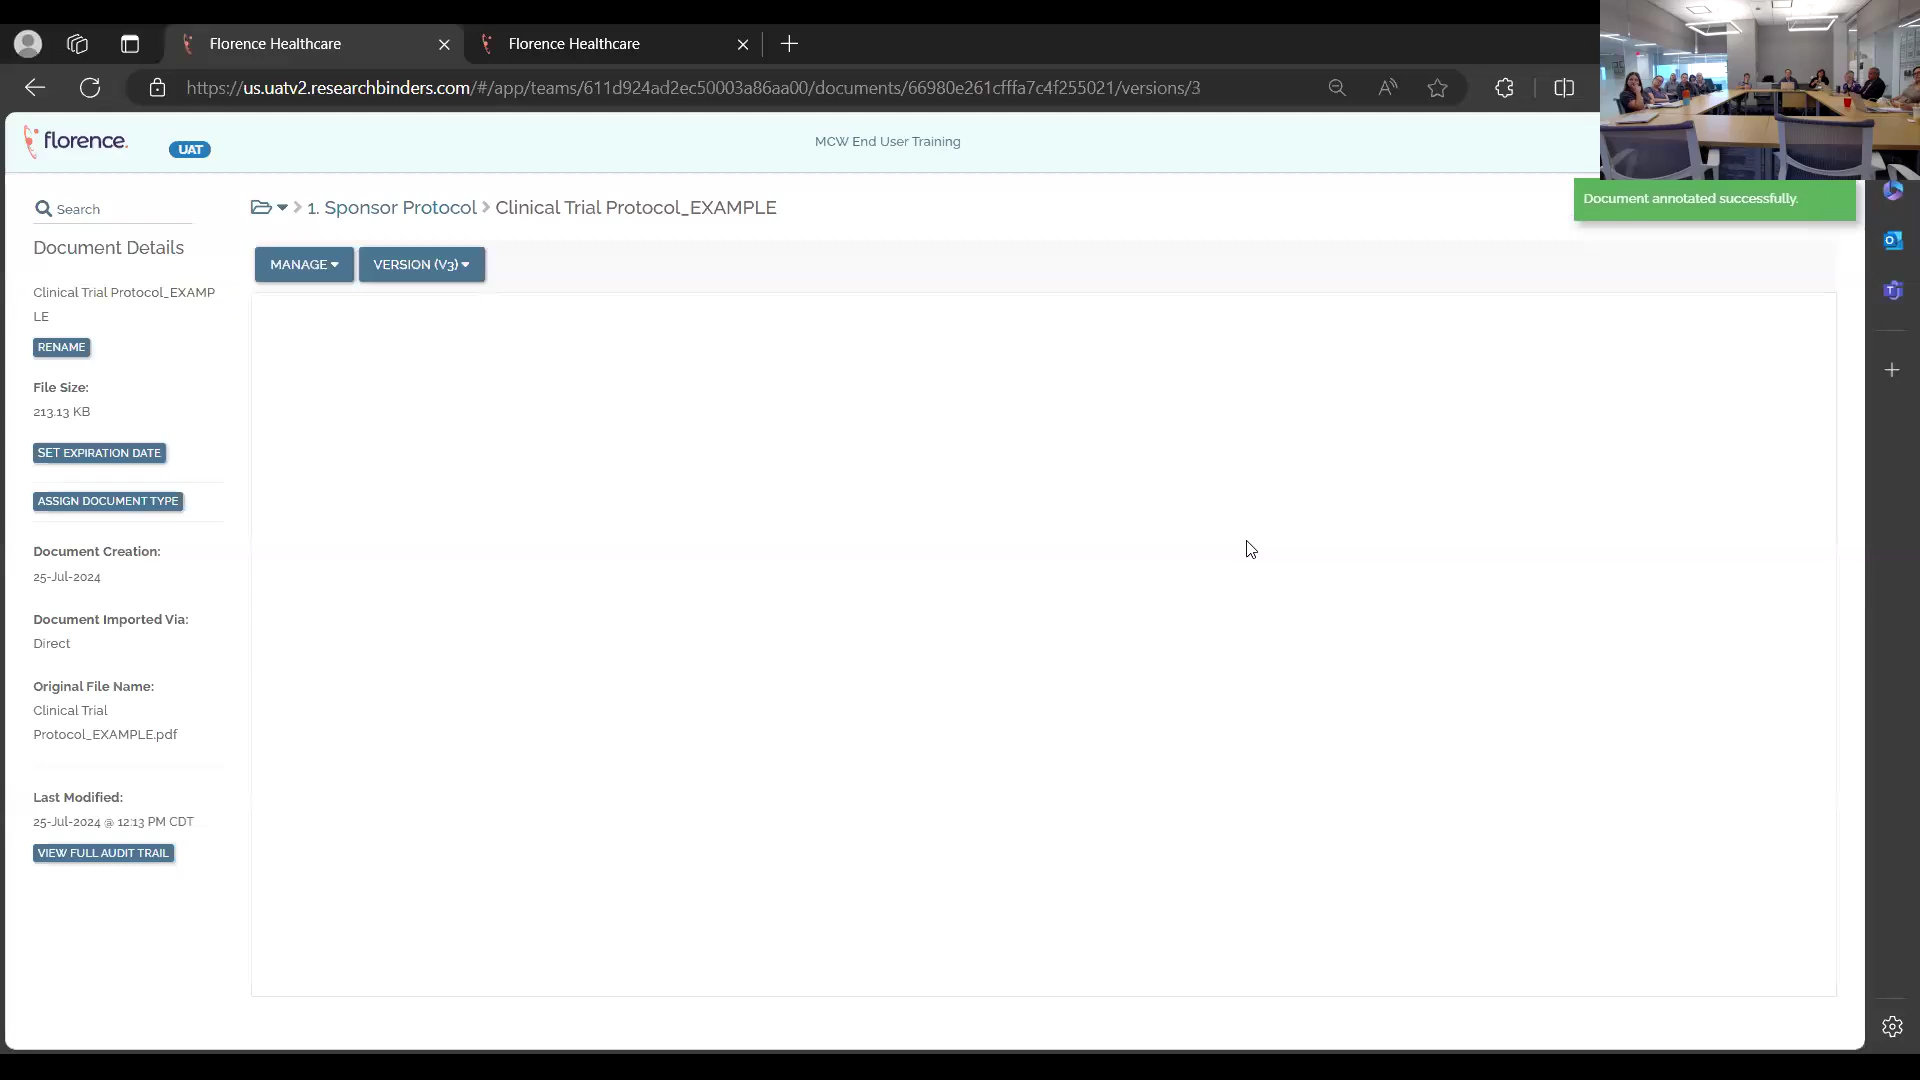 Florence Healthcare
Florence Healthcare
https://us.uatv2.researchbinders.com/#/app/teams/611d924ad2ec50003a86aa00/documents/66980e261cfffa7c4f255021/versions/3
florence.
UAT
MCW End User Training
Document annotated successfully.
Search
1. Sponsor Protocol
Clinical Trial Protocol_EXAMPLE
Document Details
MANAGE
VERSION (V3)
Clinical Trial Protocol_EXAMP
LE
RENAME
File Size:
213.13 KB
SET EXPIRATION DATE
ASSIGN DOCUMENT TYPE
Document Creation:
25-Jul-2024
Document Imported Via:
Direct
Original File Name:
Clinical Trial
Protocol_EXAMPLE.pdf
Last Modified:
25-Jul-2024 @ 12:13 PM CDT
VIEW FULL AUDIT TRAIL